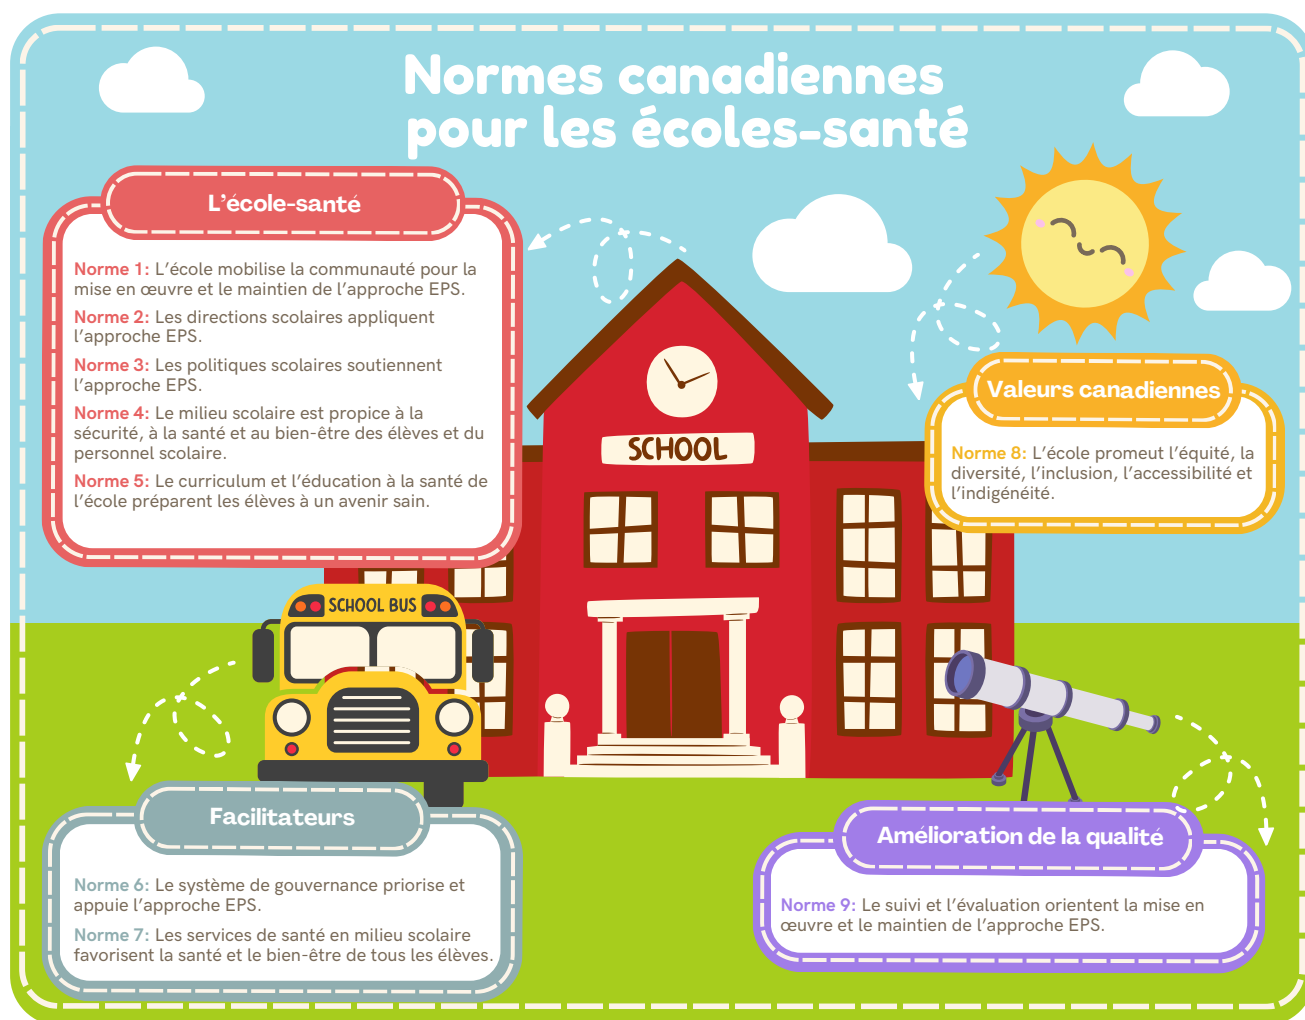 Normes canadiennes
pour les écoles-santé
L'école-santé
Norme 1: L'école mobilise la communauté pour la
mise en œuvre et le maintien de l'approche EPS.
Norme 2: Les directions scolaires appliquent
l'approche EPS.
Norme 3: Les politiques scolaires soutiennent
l'approche EPS.
Norme 4: Le milieu scolaire est propice à la
sécurité, à la santé et au bien-être des élèves et du
personnel scolaire.
Norme 5: Le curriculum et l'éducation à la santé de
l'école préparent les élèves à un avenir sain.
SCHOOL
Valeurs canadiennes
Norme 8: L'école promeut l'équité, la
diversité, l'inclusion, l'accessibilité et
l'indigénéité.
SCHOOL BUS
Facilitateurs
Norme 6: Le système de gouvernance priorise et
appuie l'approche EPS.
Norme 7: Les services de santé en milieu scolaire
favorisent la santé et le bien-être de tous les élèves.
Amélioration de la qualité
Norme 9: Le suivi et l'évaluation orientent la mise en
œuvre et le maintien de l'approche EPS.